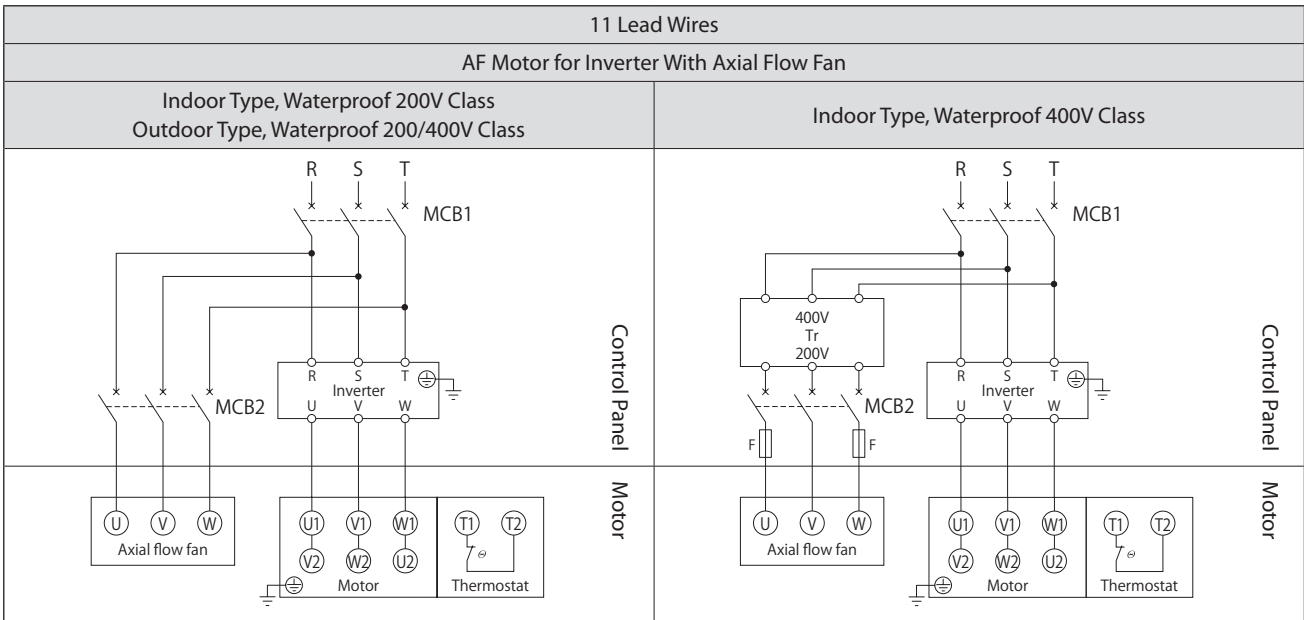 11 Lead Wires
AF Motor for Inverter With Axial Flow Fan
Indoor Type, Waterproof 200V Class
Outdoor Type, Waterproof 200/400V Class
R S T
MCB1
R S T
Inverter
U V W
MCB2
Control Panel
U V W
Axial flow fan
U1 V1 W1
V2 W2 U2
Motor
T1 T2
Θ
Thermostat
Motor
Indoor Type, Waterproof 400V Class
R S T
MCB1
400V
Tr
200V
R S T
Inverter
U V W
MCB2
F F
Control Panel
U V W
Axial flow fan
U1 V1 W1
V2 W2 U2
Motor
T1 T2
Θ
Thermostat
Motor